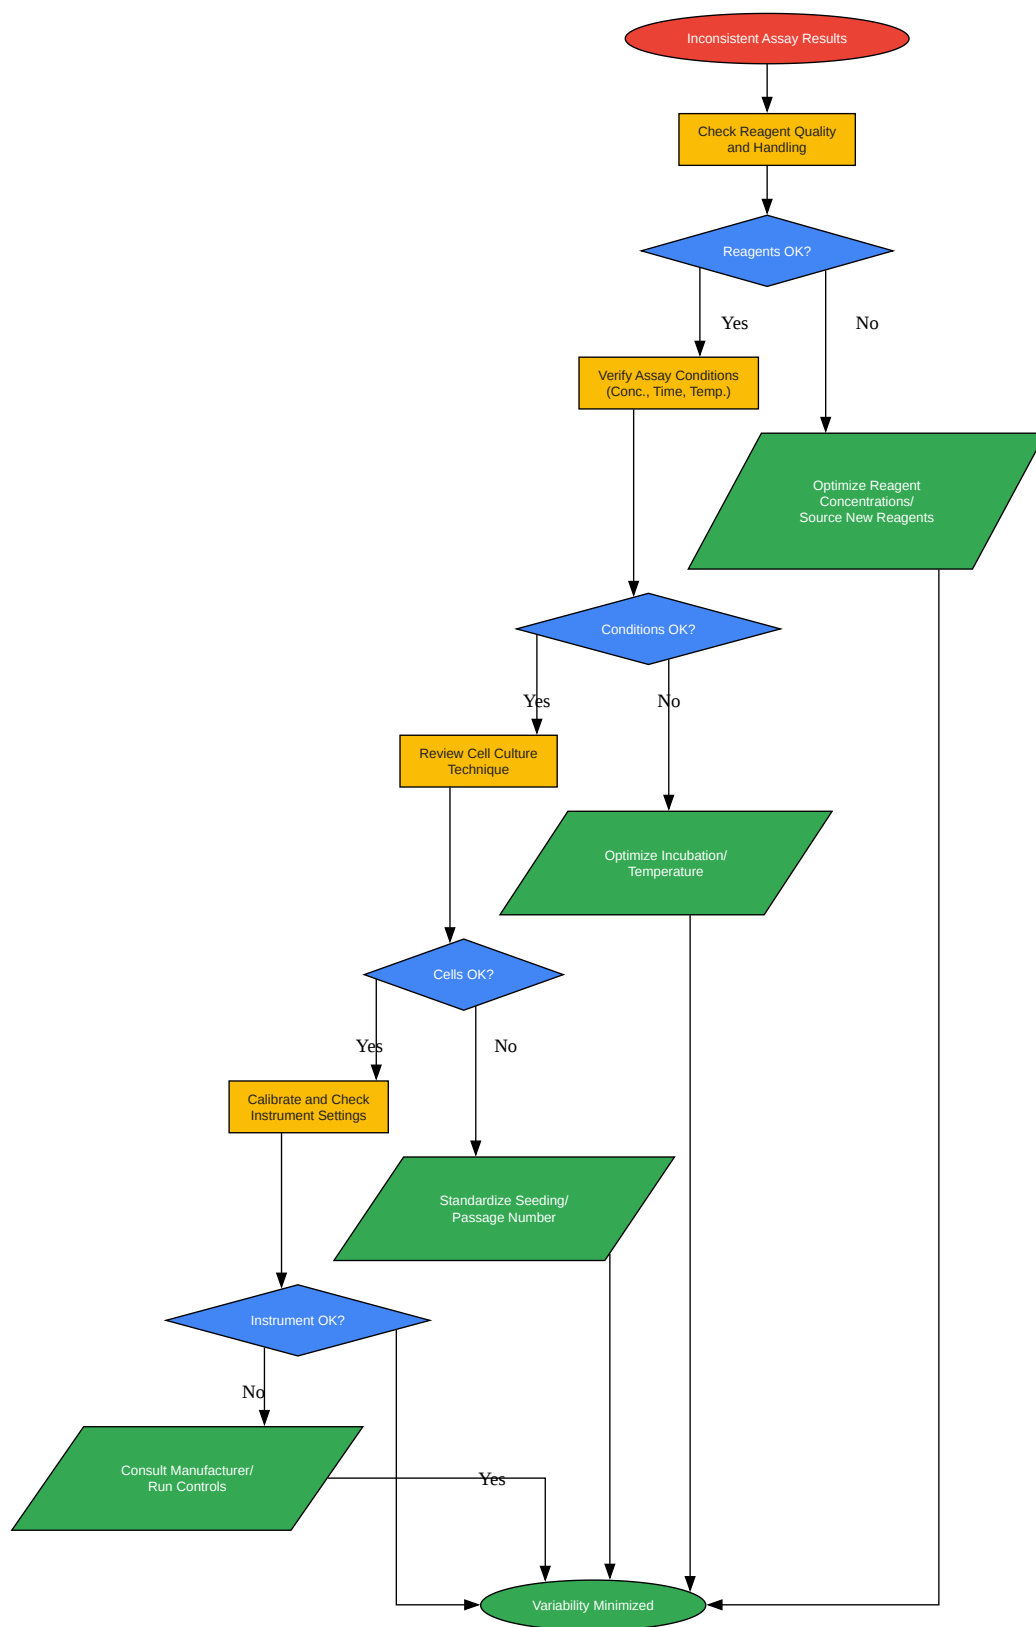 Inconsistent Assay Results
Check Reagent Quality
and Handling
Reagents OK?
Yes
No
Verify Assay Conditions
(Conc., Time, Temp.)
Optimize Reagent
Concentrations/
Source New Reagents
Conditions OK?
Yes
No
Review Cell Culture
Technique
Optimize Incubation/
Temperature
Cells OK?
Yes
No
Calibrate and Check
Instrument Settings
Standardize Seeding/
Passage Number
Instrument OK?
No
Consult Manufacturer/
Run Controls
Yes
Variability Minimized